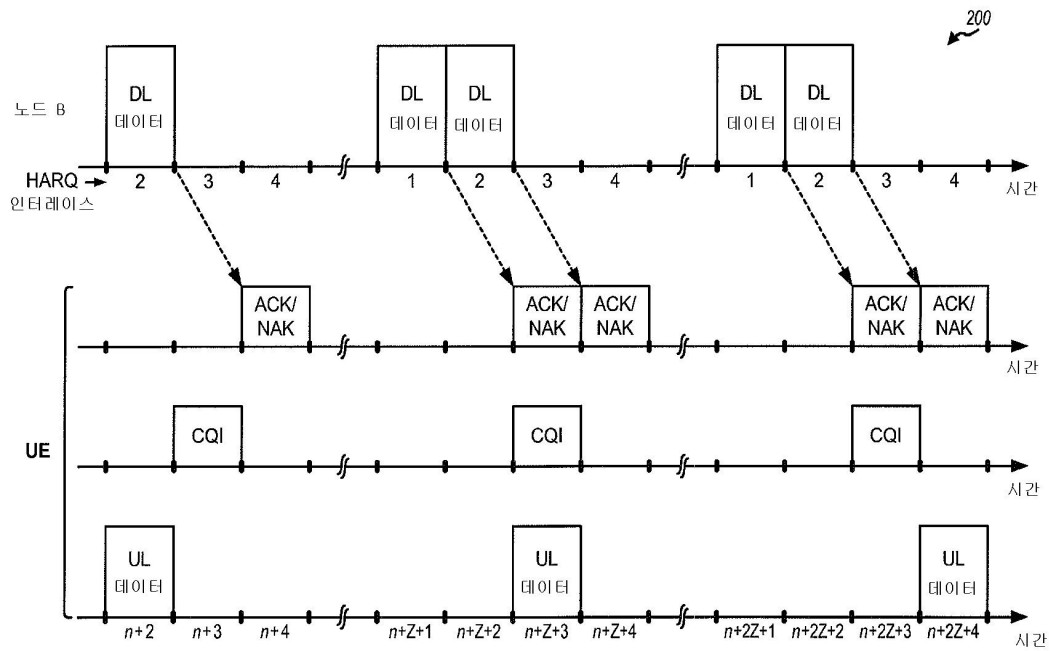 200
DL DL DL DL DL
노드 B
데이터 데이터 데이터 데이터 데이터
HARQ 2 3 4 1 2 3 4 1 2 3 4
인터레이스 시간
ACK/ ACK/ ACK/ ACK/ ACK/
NAK NAK NAK NAK NAK
시간
CQI CQI CQI
UE
시간
UL UL UL
데이터 데이터 데이터
n+2 n+3 n+4 n+Z+1 n+Z+2 n+Z+3 n+Z+4 n+2Z+1 n+2Z+2 n+2Z+3 n+2Z+4 시간